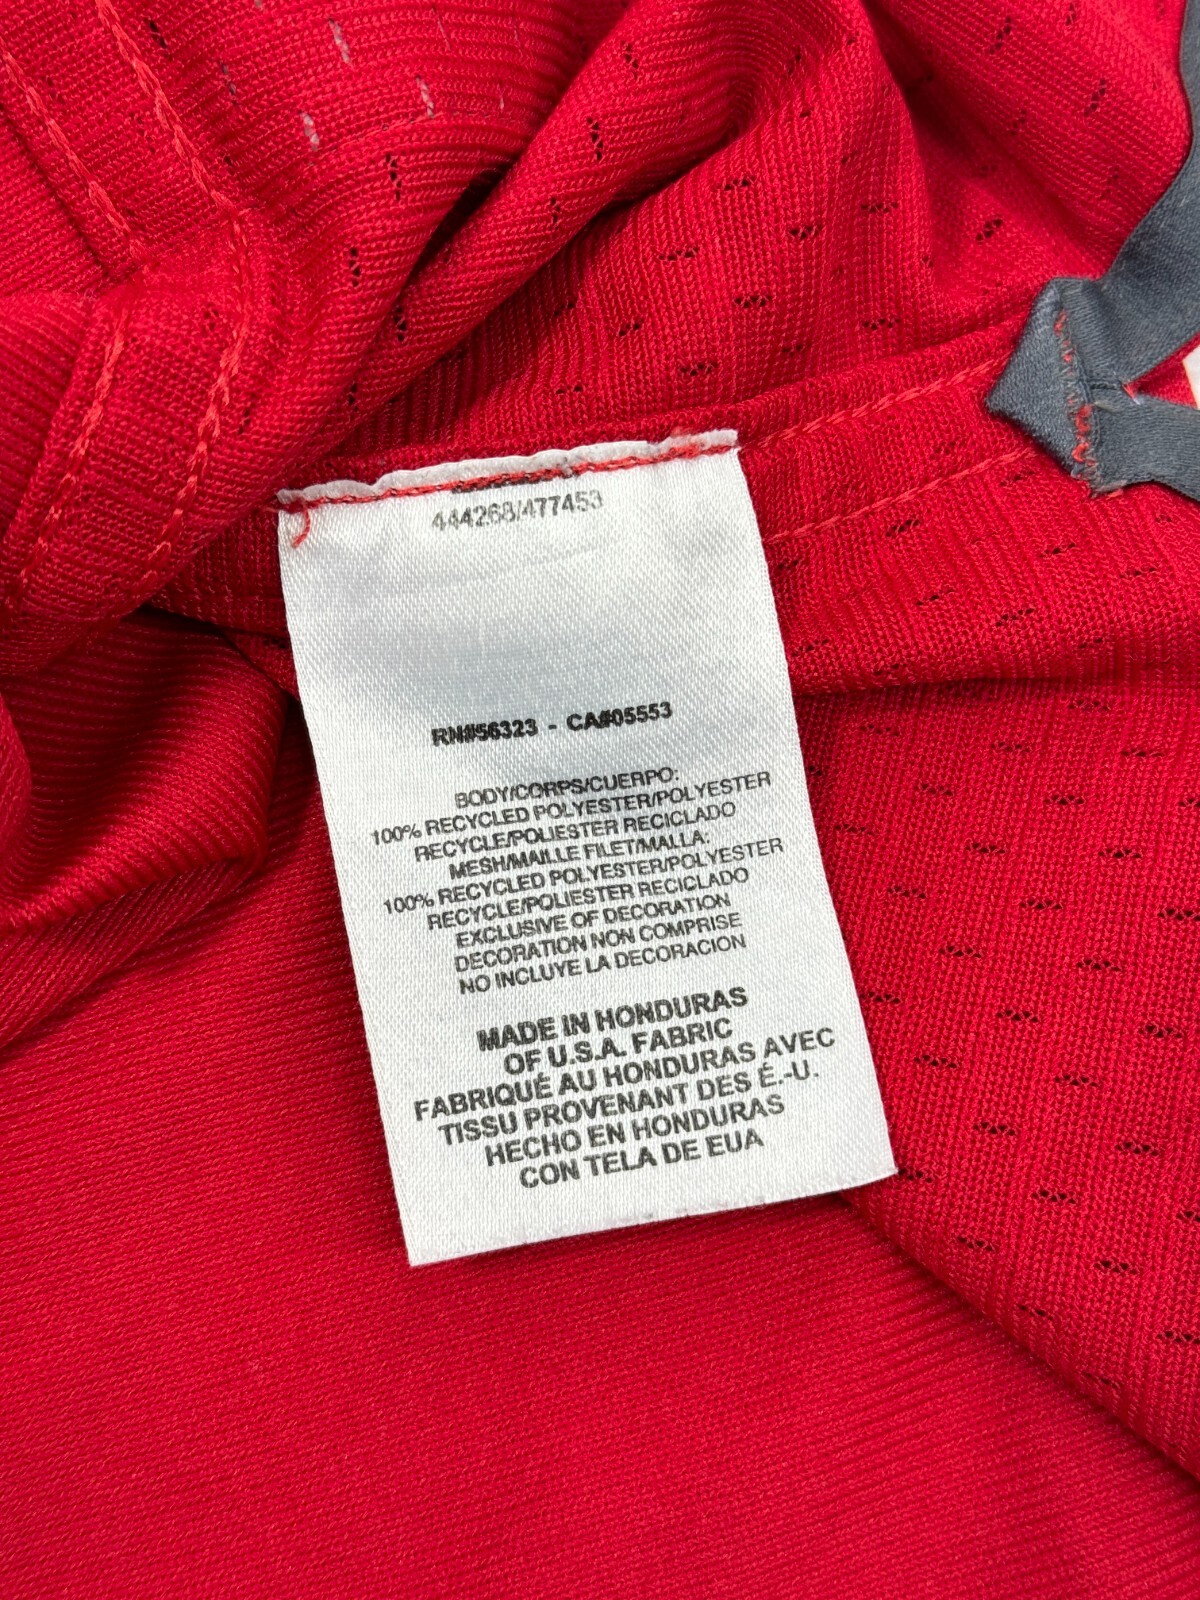 444268/477453
RN#56323 - CA#05553
BODY/CORPS/CUERPO:
100% RECYCLED POLYESTER/POLYESTER
RECYCLE/POLIESTER RECICLADO
MESH/MAILLE FILET/MALLA:
100% RECYCLED POLYESTER/POLYESTER
RECYCLE/POLIESTER RECICLADO
EXCLUSIVE OF DECORATION
DECORATION NON COMPRISE
NO INCLUYE LA DECORACION
MADE IN HONDURAS
OF U.S.A. FABRIC
FABRIQUÉ AU HONDURAS AVEC
TISSU PROVENANT DES É.-U.
HECHO EN HONDURAS
CON TELA DE EUA